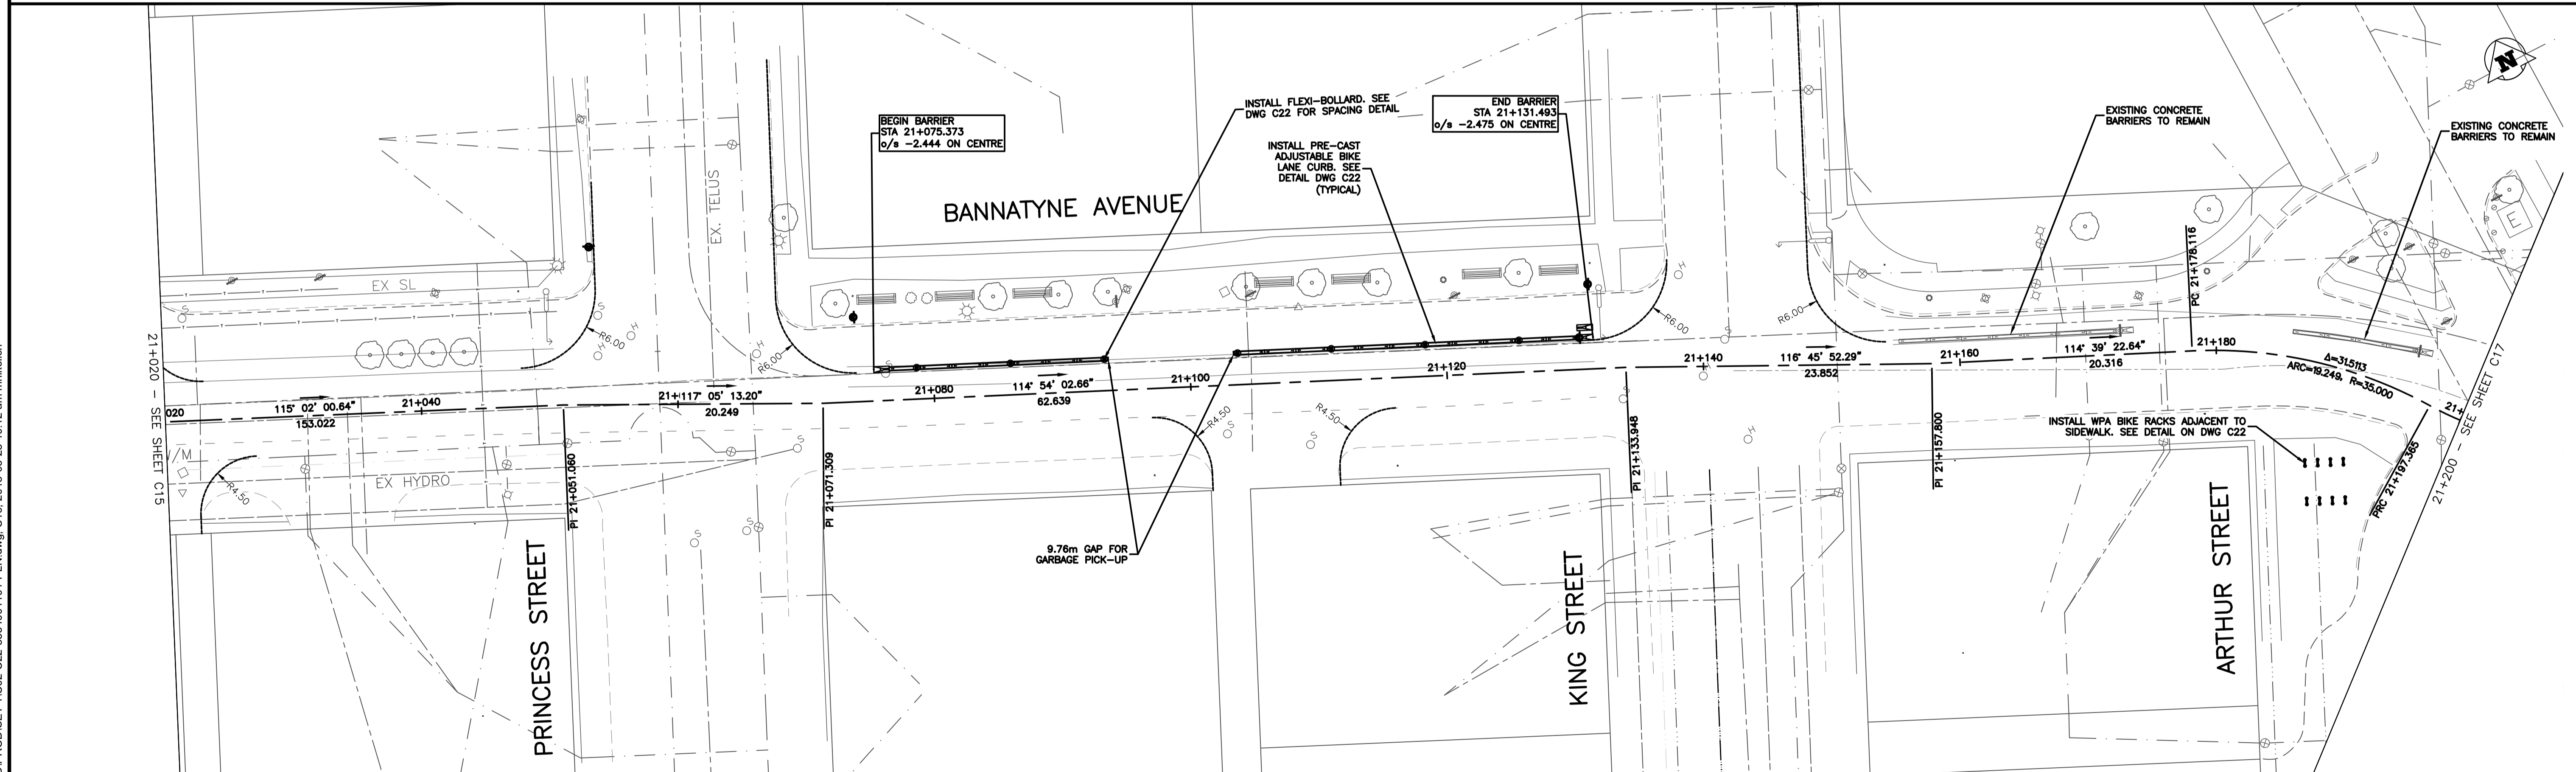 N
BEGIN BARRIER
STA 21+075.373
o/s -2.444 ON CENTRE
INSTALL FLEXI-BOLLARD. SEE
DWG C22 FOR SPACING DETAIL
END BARRIER
STA 21+131.493
o/s -2.475 ON CENTRE
INSTALL PRE-CAST
ADJUSTABLE BIKE
LANE CURB. SEE
DETAIL DWG C22
(TYPICAL)
EXISTING CONCRETE
BARRIERS TO REMAIN
EXISTING CONCRETE
BARRIERS TO REMAIN
BANNATYNE AVENUE
EX. TELUS
EX SL
E
PC 21+178.116
S
S
H
S
H
S
H
S
R6.00
R6.00
R6.00
R6.00
21+020 - SEE SHEET C15
020
115° 02' 00.64"
153.022
21+040
117° 05' 13.20"
20.249
21+080
114° 54' 02.66"
62.639
21+100
21+120
21+140
116° 45' 52.29"
23.852
21+160
114° 39' 22.64"
20.316
21+180
Δ=31.5113
ARC=19.249, R=35.000
21+
21+200 - SEE SHEET C17
R4.50
R4.50
R4.50
S
S
S
H
S
S
S
/M
EX HYDRO
PI 21+051.060
PI 21+071.309
PI 21+133.948
PI 21+157.800
PRC 21+197.365
INSTALL WPA BIKE RACKS ADJACENT TO
SIDEWALK. SEE DETAIL ON DWG C22
9.76m GAP FOR
GARBAGE PICK-UP
PRINCESS STREET
KING STREET
ARTHUR STREET